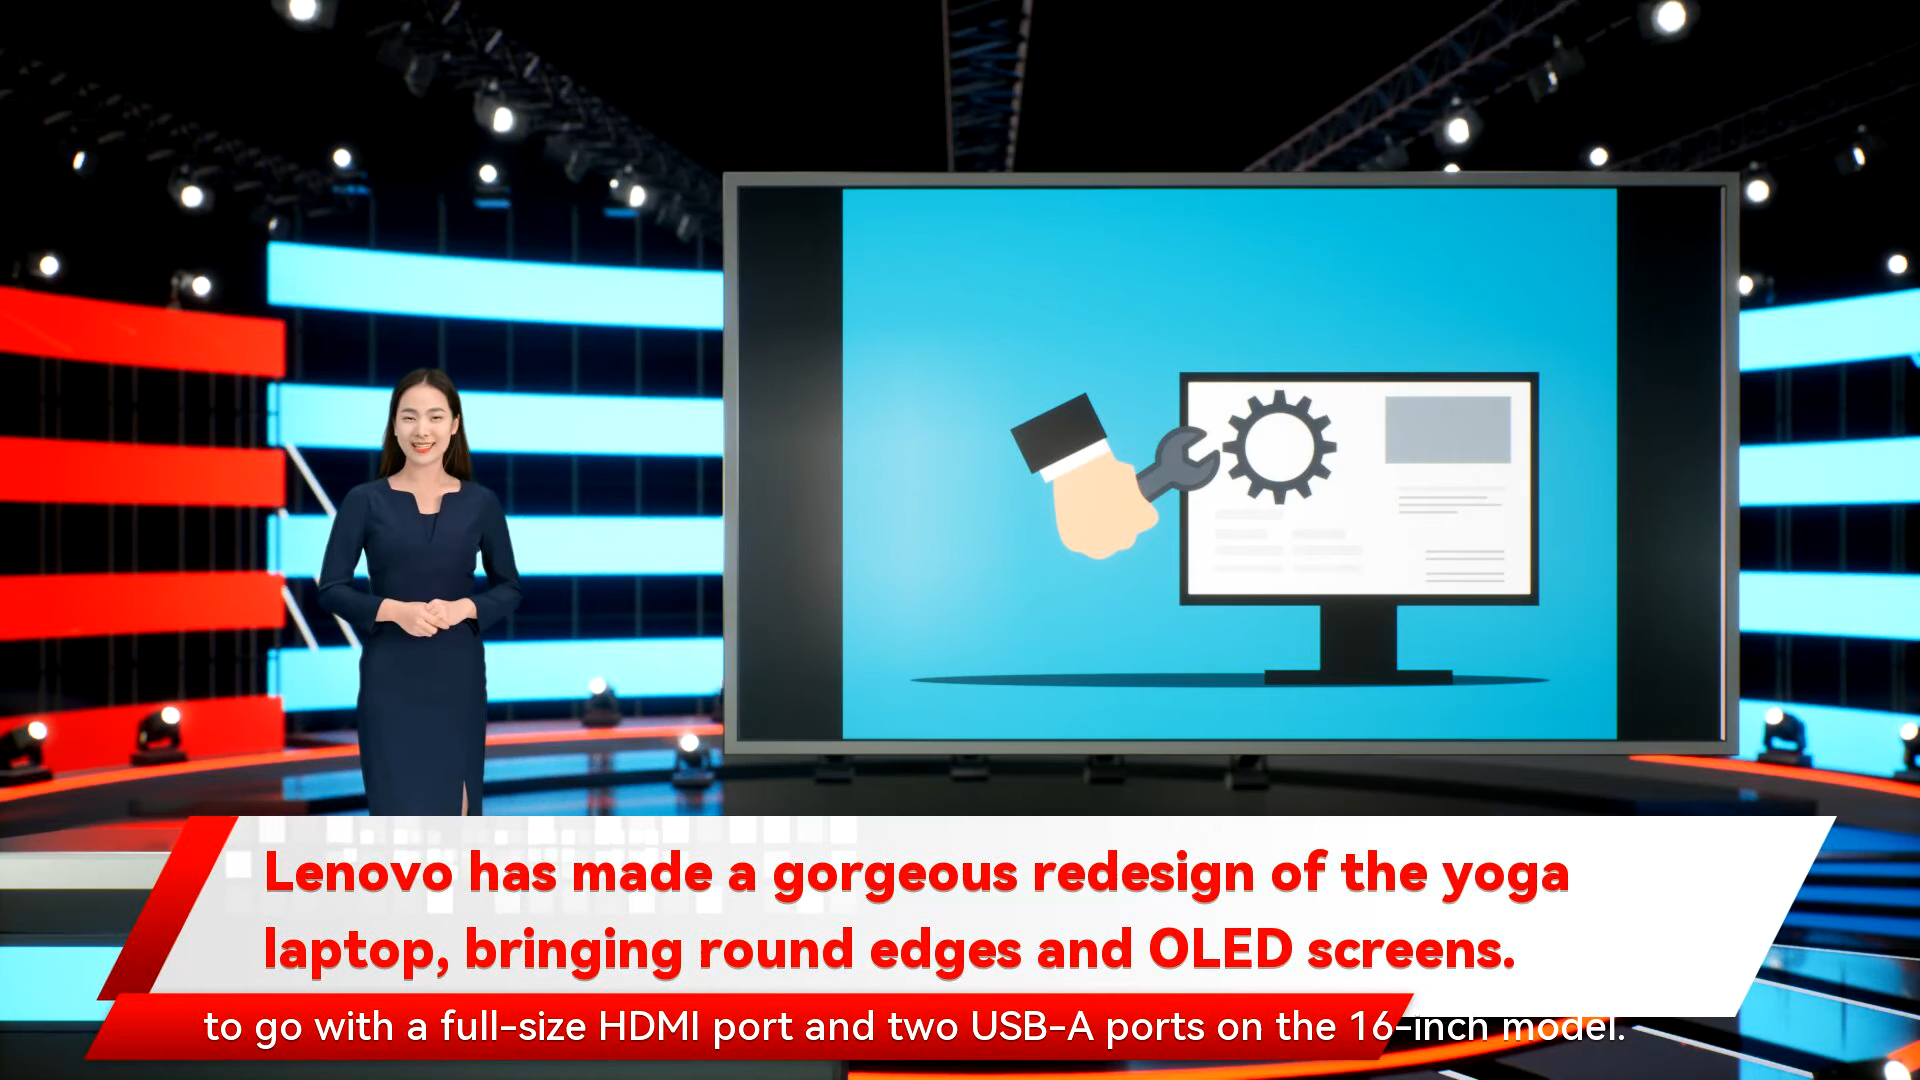 Lenovo has made a gorgeous redesign of the yoga
laptop, bringing round edges and OLED screens.
to go with a full-size HDMI port and two USB-A ports on the 16-inch model.